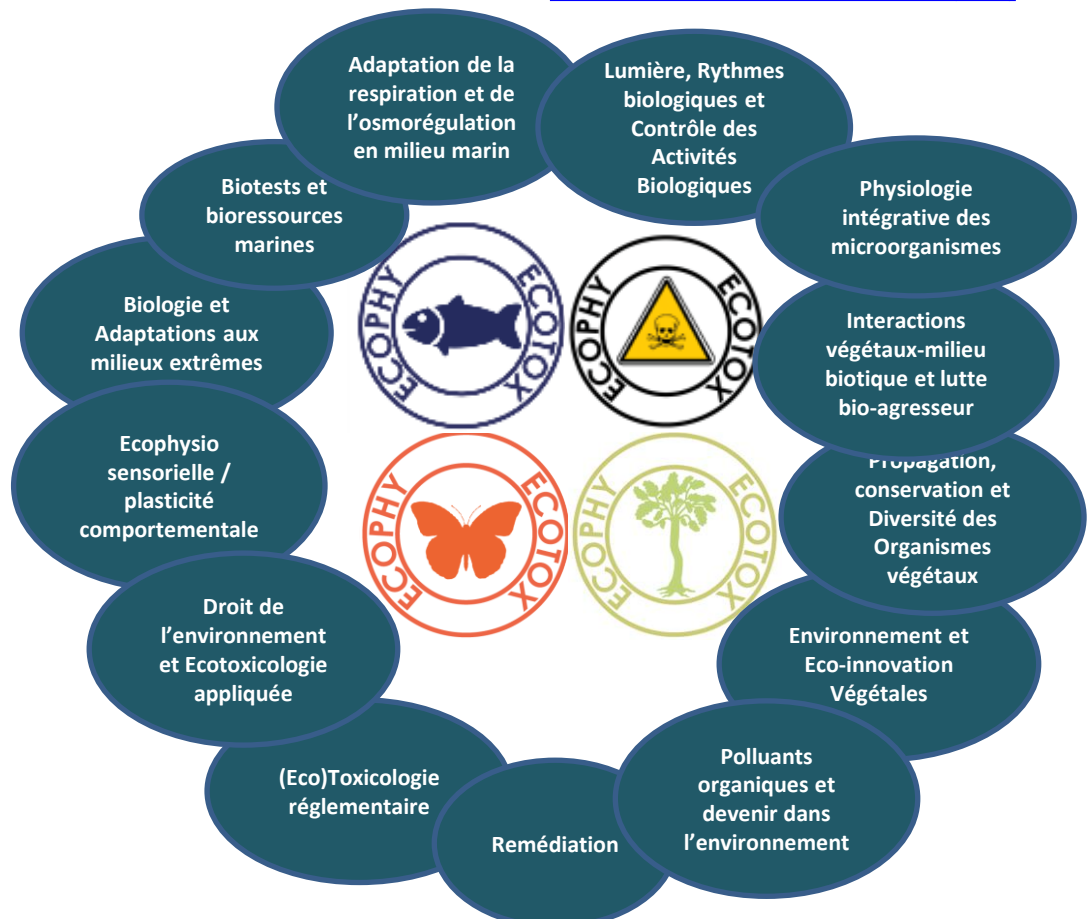 Adaptation de la
respiration et de
l'osmorégulation
en milieu marin
Lumière, Rythmes
biologiques et
Contrôle des
Activités
Biologiques
Physiologie
intégrative des
microorganismes
Interactions
végétaux-milieu
biotique et lutte
bio-agresseur
Propagation,
conservation et
Diversité des
Organismes
végétaux
Environnement et
Eco-innovation
Végétales
Polluants
organiques et
devenir dans
l'environnement
Remédiation
(Eco)Toxicologie
réglementaire
Droit de
l'environnement
et Ecotoxicologie
appliquée
Ecophysio
sensorielle /
plasticité
comportementale
Biologie et
Adaptations aux
milieux extrêmes
Biotests et
bioressources
marines
ECOPHY ECOTOX
ECOPHY ECOTOX
ECOPHY ECOTOX
ECOPHY ECOTOX